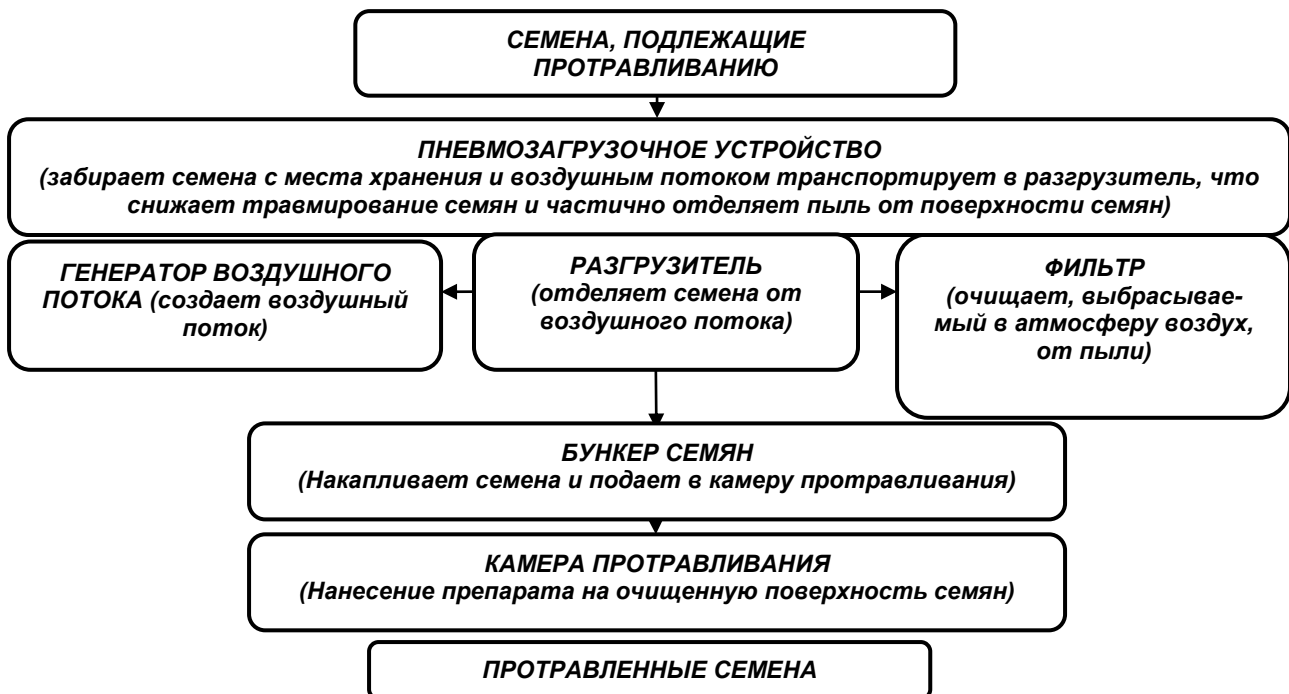 СЕМЕНА, ПОДЛЕЖАЩИЕ
ПРОТРАВЛИВАНИЮ
ПНЕВМОЗАГРУЗОЧНОЕ УСТРОЙСТВО
(забирает семена с места хранения и воздушным потоком транспортирует в разгрузитель, что
снижает травмирование семян и частично отделяет пыль от поверхности семян)
ГЕНЕРАТОР ВОЗДУШНОГО
ПОТОКА (создает воздушный
поток)
РАЗГРУЗИТЕЛЬ
(отделяет семена от
воздушного потока)
ФИЛЬТР
(очищает, выбрасывае-
мый в атмосферу воздух,
от пыли)
БУНКЕР СЕМЯН
(Накапливает семена и подает в камеру протравливания)
КАМЕРА ПРОТРАВЛИВАНИЯ
(Нанесение препарата на очищенную поверхность семян)
ПРОТРАВЛЕННЫЕ СЕМЕНА